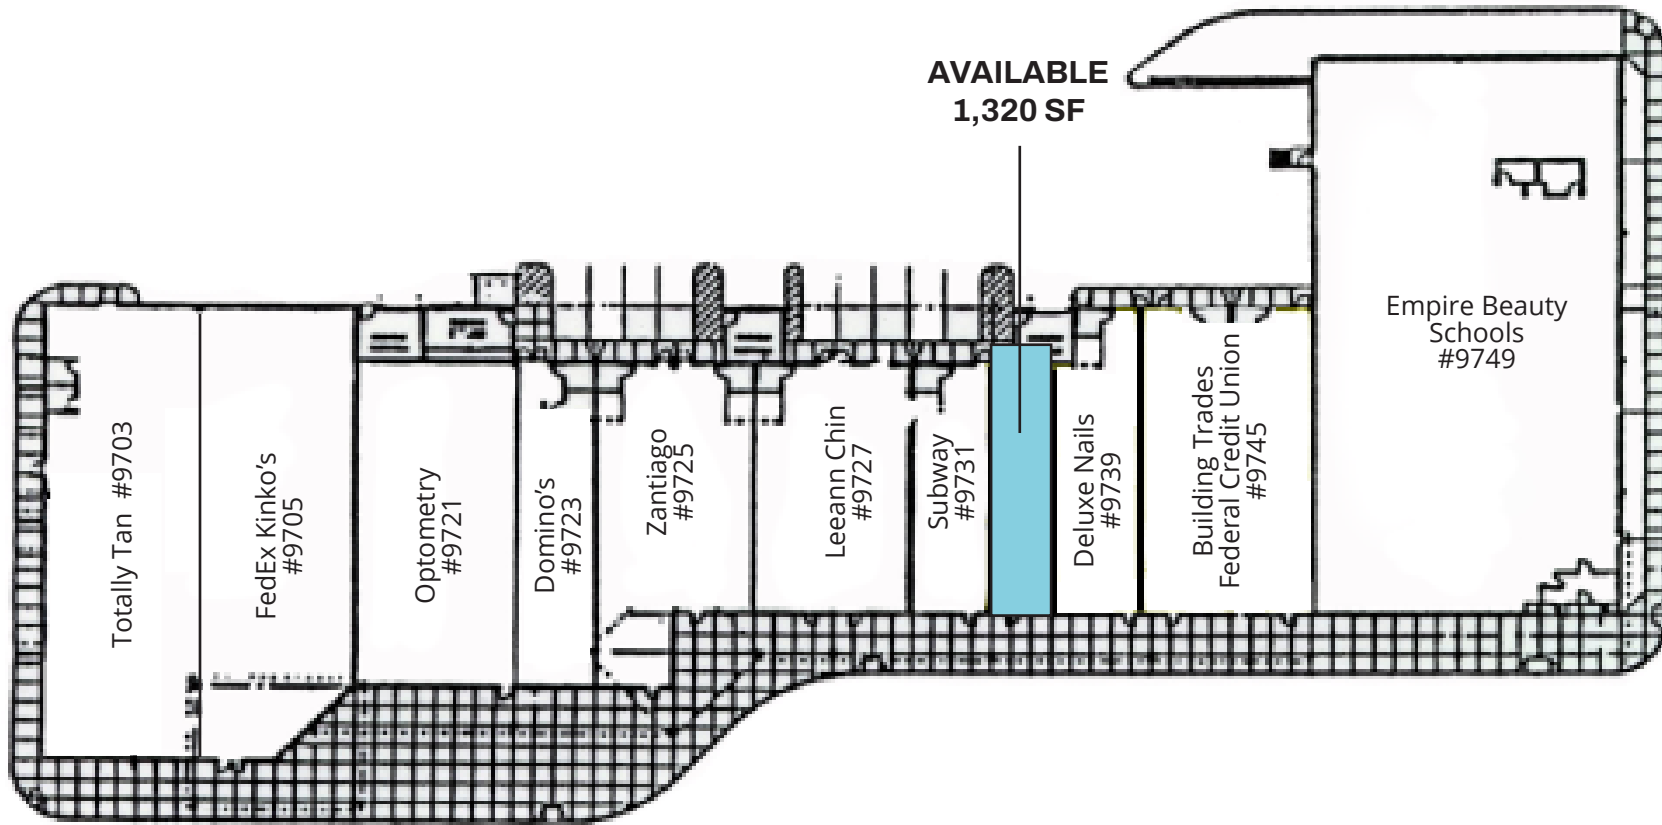 AVAILABLE
1,320 SF
Totally Tan #9703
FedEx Kinko’s
#9705
Optometry
#9721
Domino’s
#9723
Zantiago
#9725
Leeann Chin
#9727
Subway
#9731
Deluxe Nails
#9739
Building Trades
Federal Credit Union
#9745
Empire Beauty
Schools
#9749